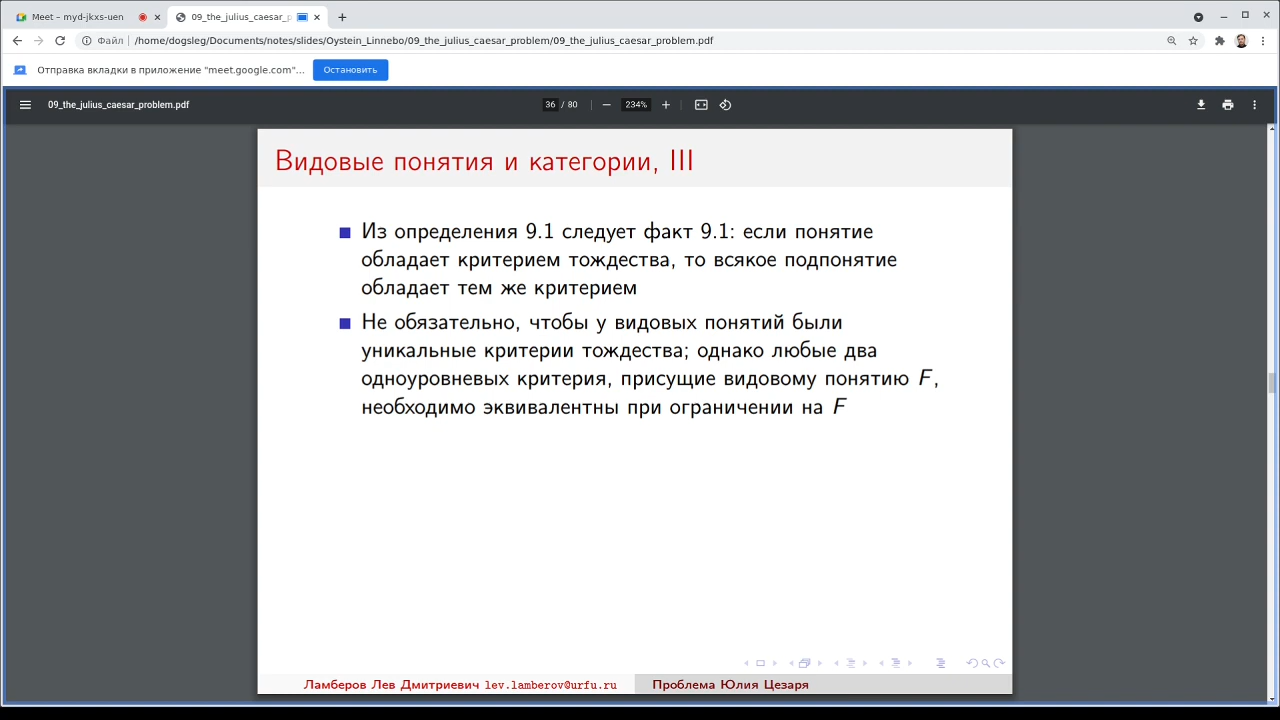 Meet – myd-jkxs-uen
09_the_julius_caesar_p
Файл
/home/dogsleg/Documents/notes/slides/Oystein_Linnebo/09_the_julius_caesar_problem/09_the_julius_caesar_problem.pdf
Отправка вкладки в приложение "meet.google.com"...
Остановить
09_the_julius_caesar_problem.pdf
36 / 80
234%
Видовые понятия и категории, III
Из определения 9.1 следует факт 9.1: если понятие
обладает критерием тождества, то всякое подпонятие
обладает тем же критерием
Не обязательно, чтобы у видовых понятий были
уникальные критерии тождества; однако любые два
одноуровневых критерия, присущие видовому понятию F,
необходимо эквивалентны при ограничении на F
Ламберов Лев Дмитриевич lev.lamberov@urfu.ru
Проблема Юлия Цезаря